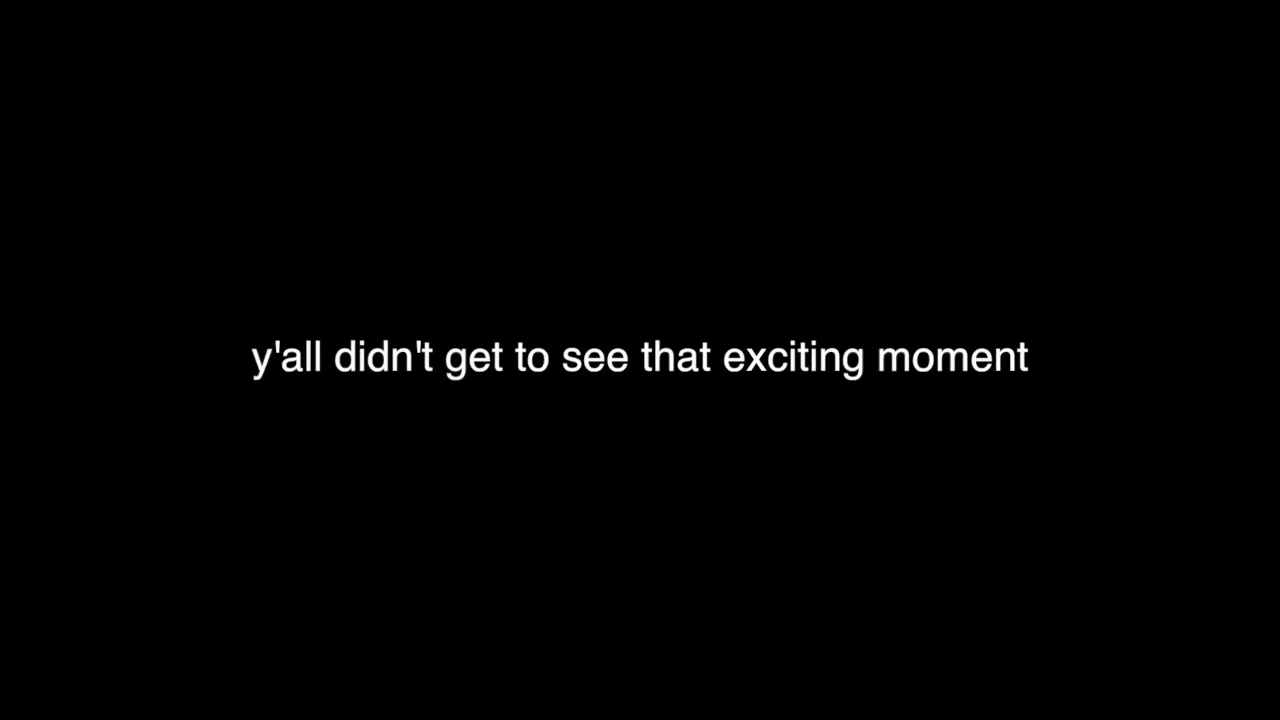 y'all didn't get to see that exciting moment